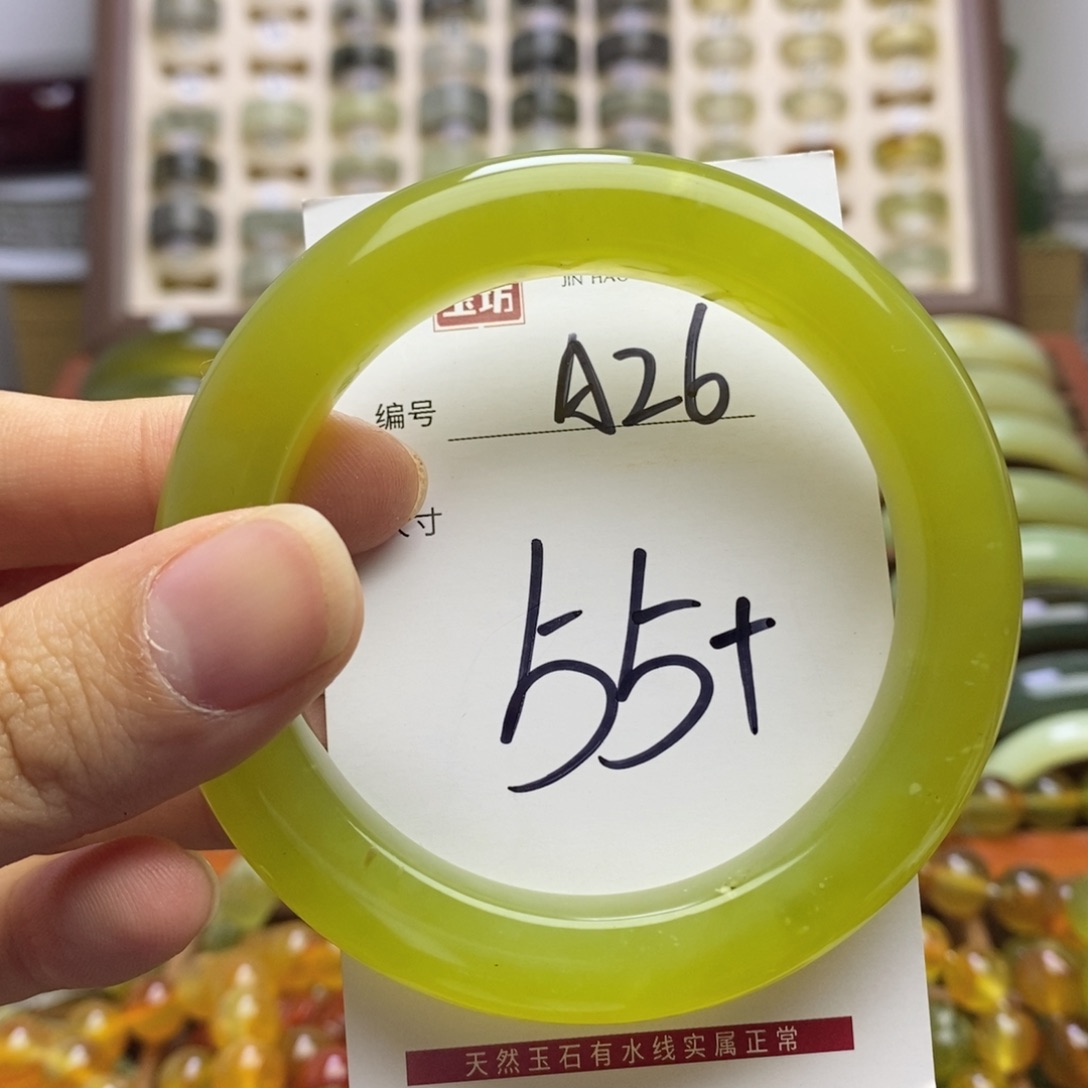 玉坊
JIN HAO
编号 A26
寸
55+
天然玉石有水线实属正常